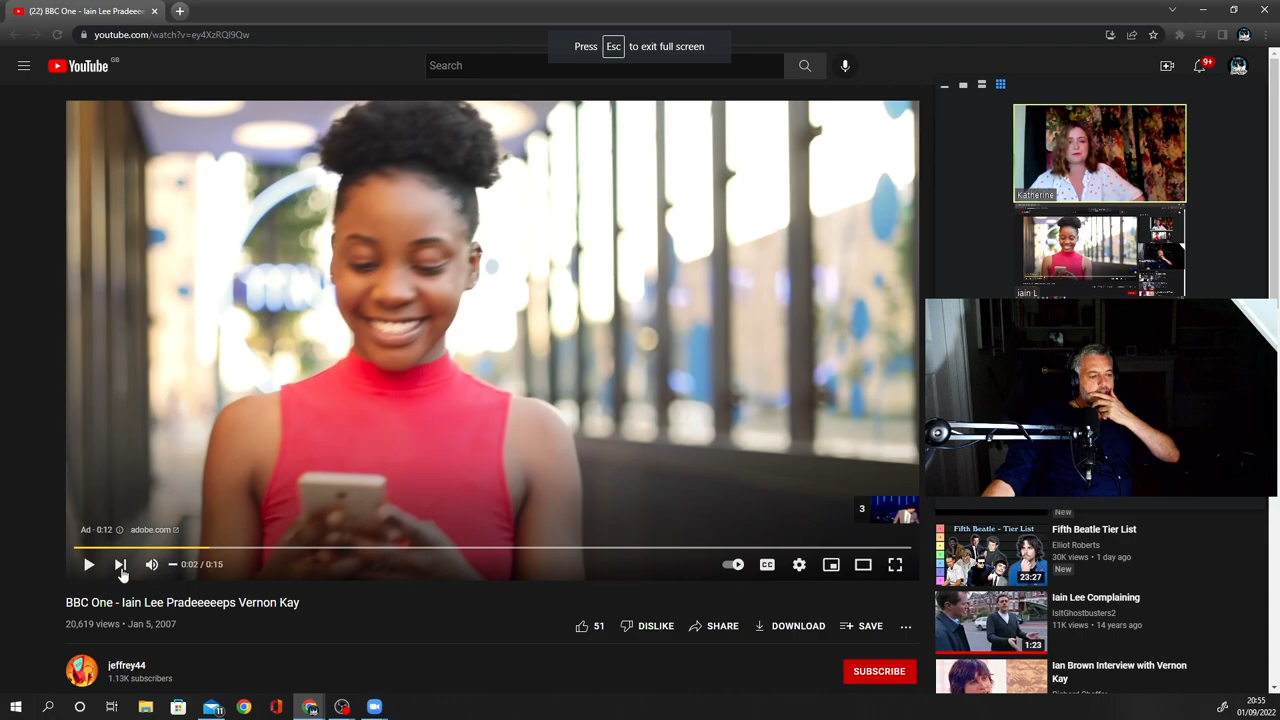 (22) BBC One - Iain Lee Pradeee
youtube.com/watch?v=ey4XzRQI9Qw
Press Esc to exit full screen
YouTube GB
Search
9+
Katherine
iain L
3
Ad · 0:12 adobe.com
0:02 / 0:15
CC
BBC One - Iain Lee Pradeeeeeps Vernon Kay
20,619 views • Jan 5, 2007
51 DISLIKE SHARE DOWNLOAD SAVE
jeffrey44
1.13K subscribers
SUBSCRIBE
New
Fifth Beatle - Tier List
23:27
Fifth Beatle Tier List
Elliot Roberts
30K views • 1 day ago
New
1:23
Iain Lee Complaining
IsItGhostbusters2
11K views • 14 years ago
Ian Brown Interview with Vernon
Kay
11
20:55
01/09/2022